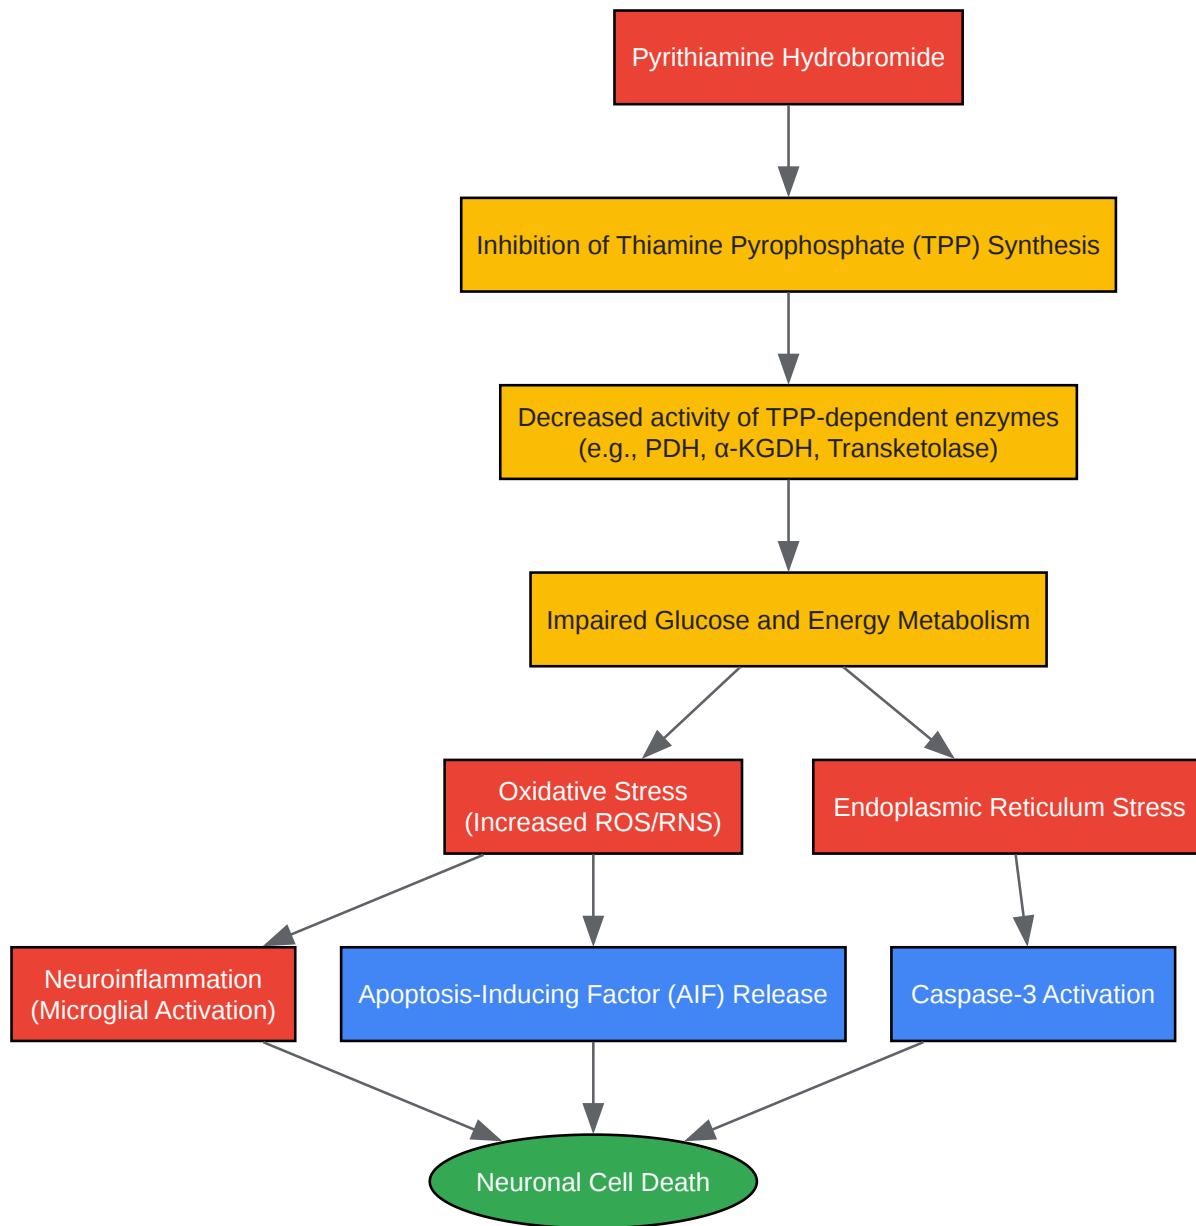 Pyrithiamine Hydrobromide
Inhibition of Thiamine Pyrophosphate (TPP) Synthesis
Decreased activity of TPP-dependent enzymes
(e.g., PDH, α-KGDH, Transketolase)
Impaired Glucose and Energy Metabolism
Oxidative Stress
(Increased ROS/RNS)
Endoplasmic Reticulum Stress
Neuroinflammation
(Microglial Activation)
Apoptosis-Inducing Factor (AIF) Release
Caspase-3 Activation
Neuronal Cell Death